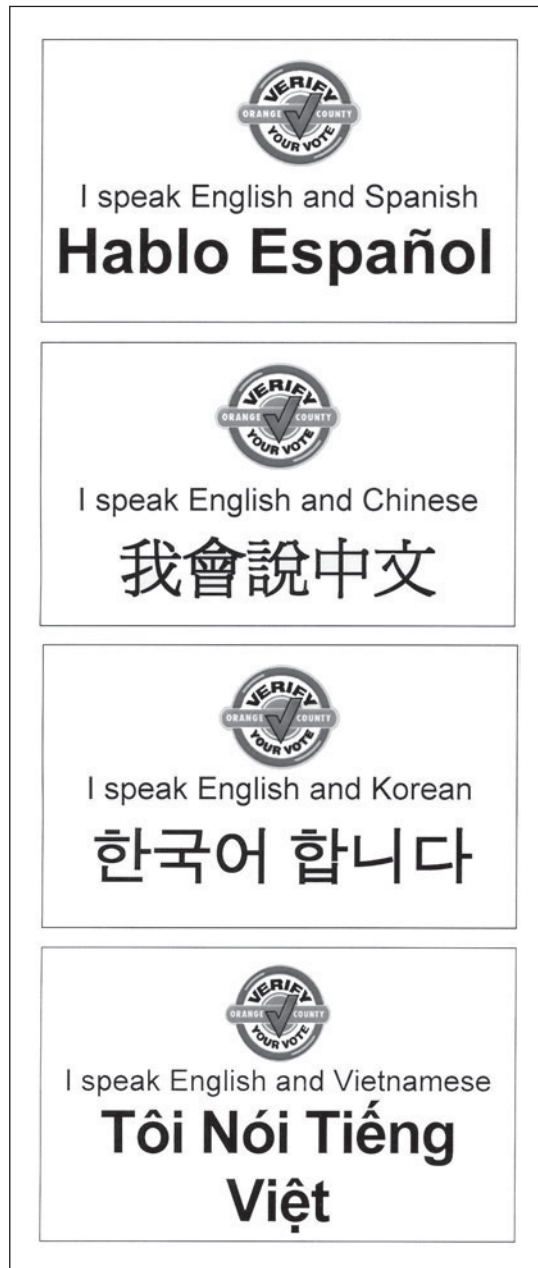 VERIFY
ORANGE COUNTY
YOUR VOTE
I speak English and Spanish
Hablo Español
VERIFY
ORANGE COUNTY
YOUR VOTE
I speak English and Chinese
我會說中文
VERIFY
ORANGE COUNTY
YOUR VOTE
I speak English and Korean
한국어 합니다
VERIFY
ORANGE COUNTY
YOUR VOTE
I speak English and Vietnamese
Tôi Nói Tiếng
Việt